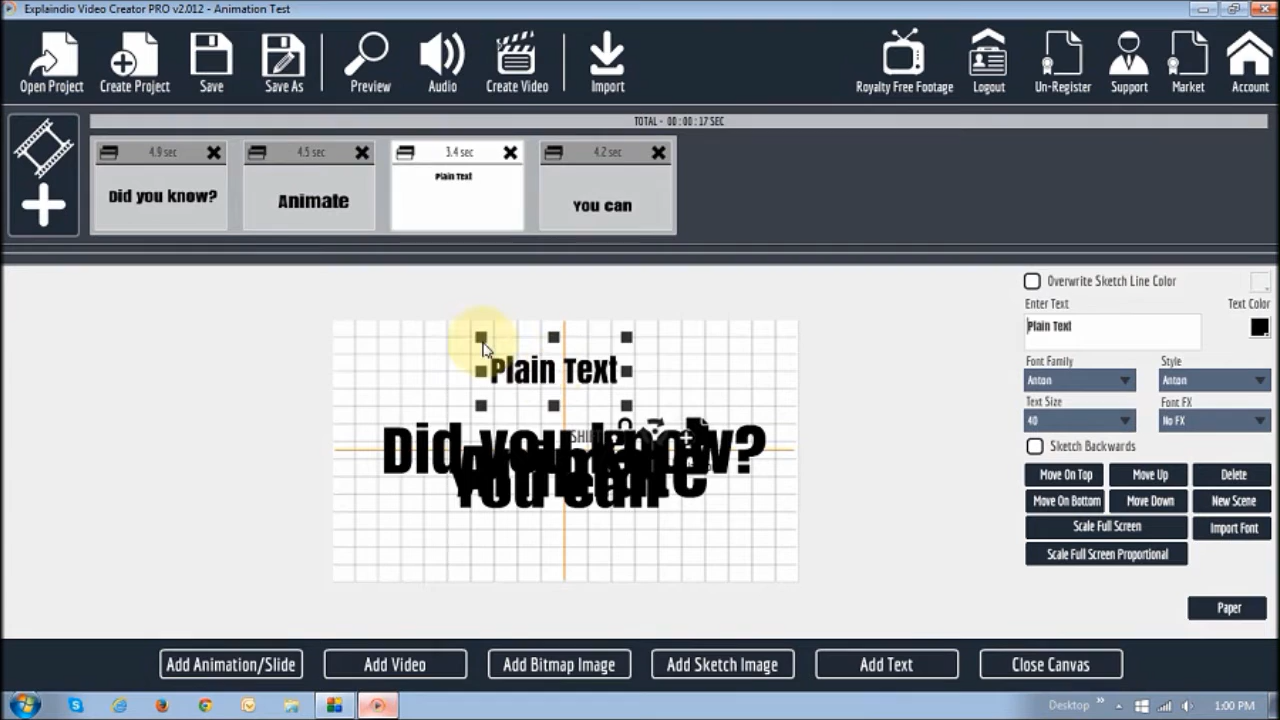 Explaindio Video Creator PRO v2.012 - Animation Test
Open Project
Create Project
Save
Save As
Preview
Audio
Create Video
Import
Royalty Free Footage
Logout
Un-Register
Support
Market
Account
TOTAL - 00:00:17 SEC
4.9 sec
4.5 sec
3.4 sec
4.2 sec
Did you know?
Animate
Plain Text
You can
Overwrite Sketch Line Color
Enter Text
Text Color
Plain Text
Font Family
Style
Anton
Anton
Text Size
Font FX
40
No FX
Sketch Backwards
Move On Top
Move Up
Delete
Move On Bottom
Move Down
New Scene
Scale Full Screen
Import Font
Scale Full Screen Proportional
Paper
Plain Text
Did you know?
Animate
You can
Add Animation/Slide
Add Video
Add Bitmap Image
Add Sketch Image
Add Text
Close Canvas
Desktop
1:00 PM